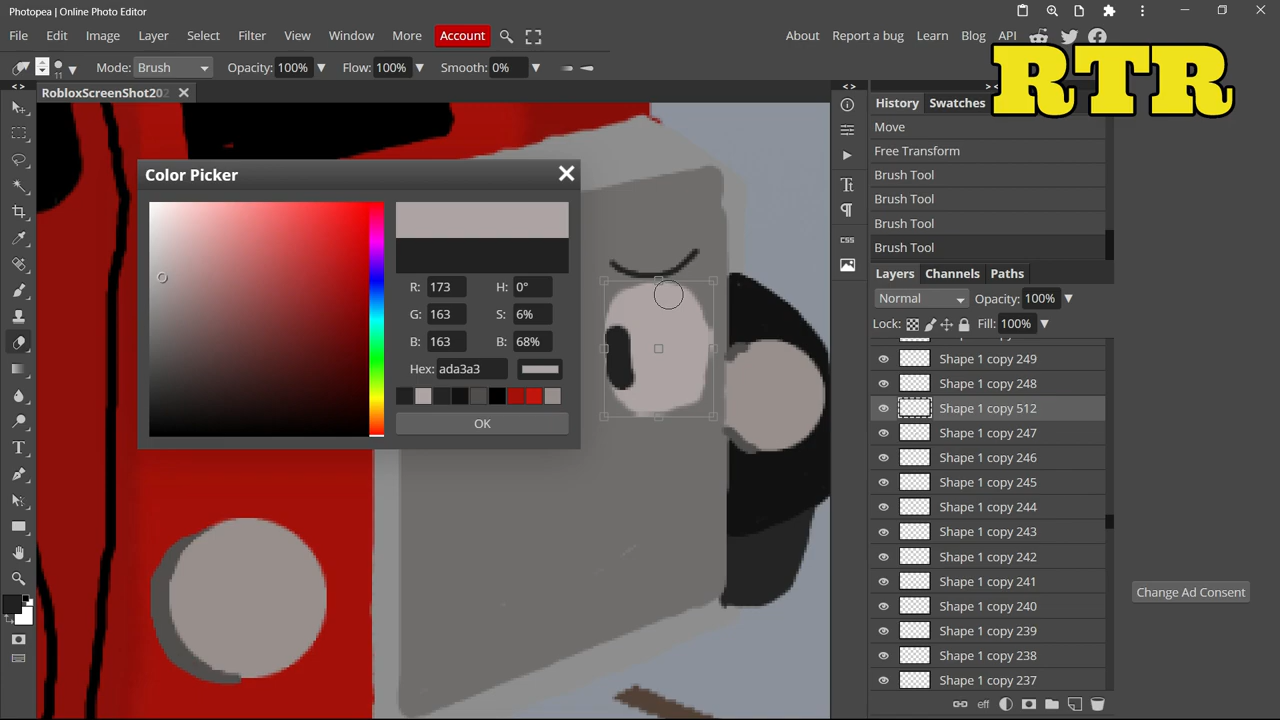 Photopea | Online Photo Editor
File Edit Image Layer Select Filter View Window More Account About Report a bug Learn Blog API
RTR
11 Mode: Brush Opacity: 100% Flow: 100% Smooth: 0%
RobloxScreenShot202
History Swatches
Move
Free Transform
Brush Tool
Brush Tool
Brush Tool
Brush Tool
Color Picker
R: 173 H: 0°
G: 163 S: 6%
B: 163 B: 68%
Hex: ada3a3
OK
Layers Channels Paths
Normal Opacity: 100%
Lock: Fill: 100%
CSS
Shape 1 copy 249
Shape 1 copy 248
Shape 1 copy 512
Shape 1 copy 247
Shape 1 copy 246
Shape 1 copy 245
Shape 1 copy 244
Shape 1 copy 243
Shape 1 copy 242
Shape 1 copy 241
Shape 1 copy 240
Shape 1 copy 239
Shape 1 copy 238
Shape 1 copy 237
eff
Change Ad Consent